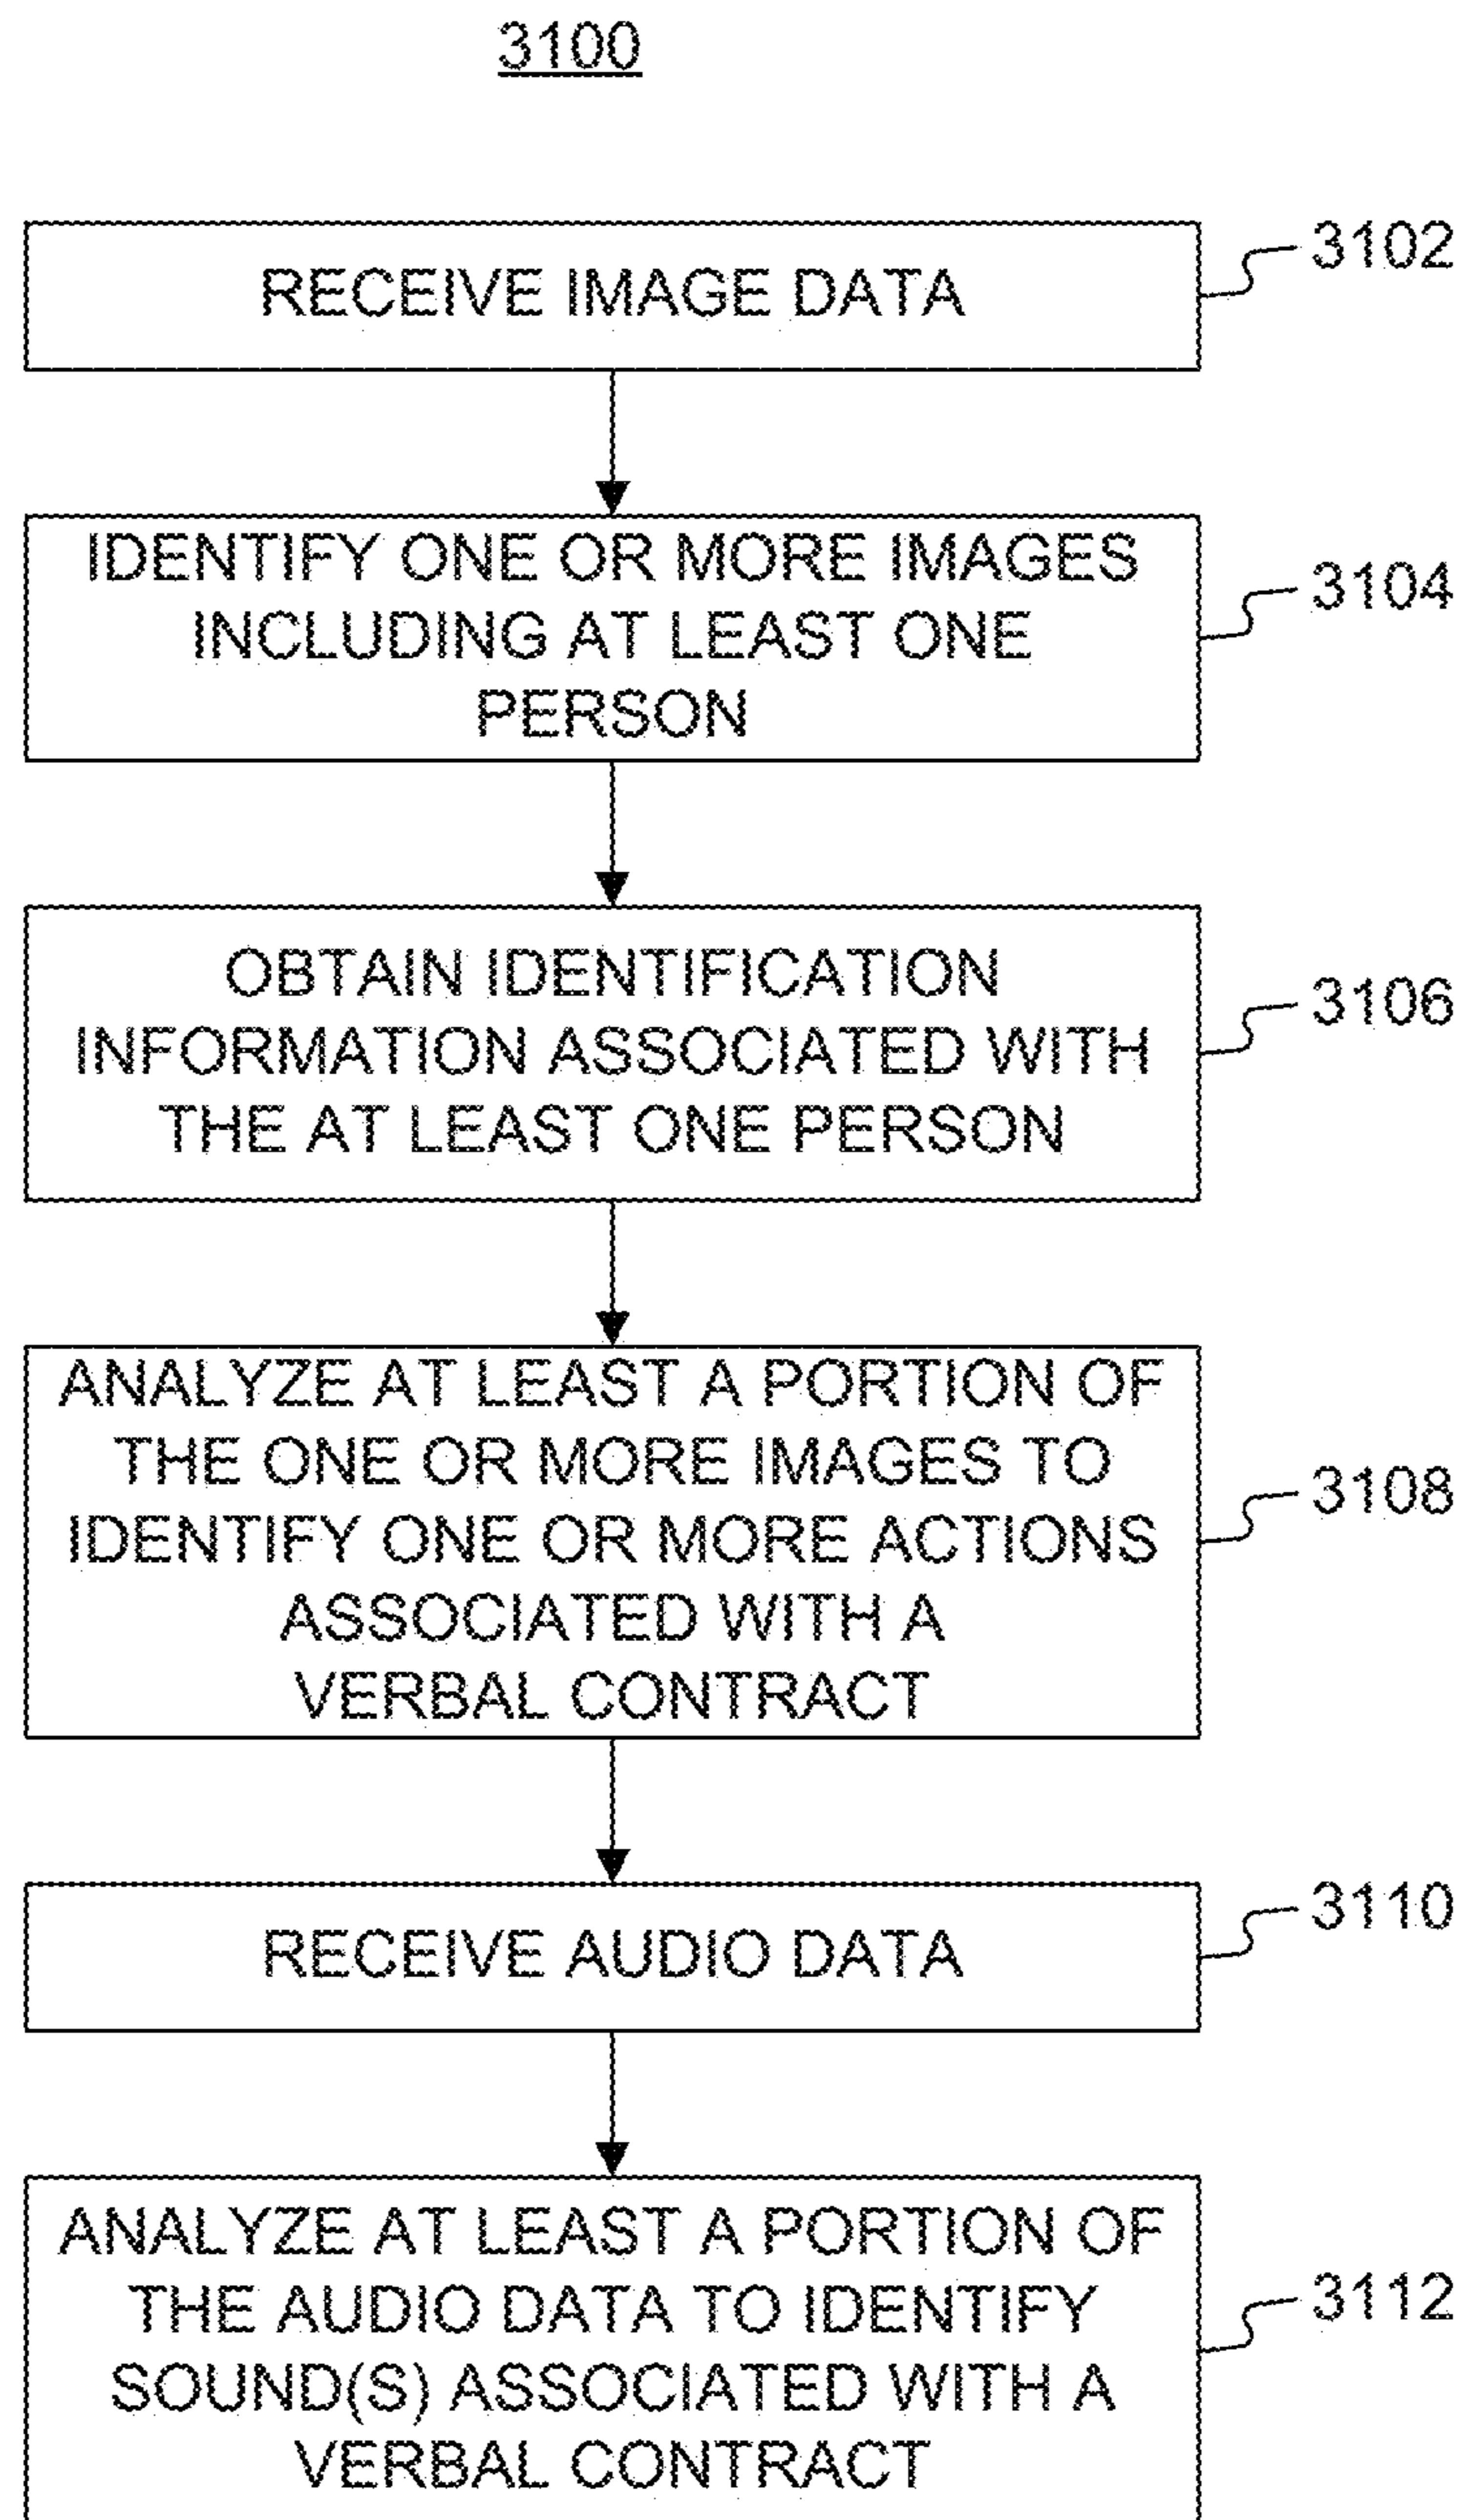 3100
RECEIVE IMAGE DATA
3102
IDENTIFY ONE OR MORE IMAGES
INCLUDING AT LEAST ONE
PERSON
3104
OBTAIN IDENTIFICATION
INFORMATION ASSOCIATED WITH
THE AT LEAST ONE PERSON
3106
ANALYZE AT LEAST A PORTION OF
THE ONE OR MORE IMAGES TO
IDENTIFY ONE OR MORE ACTIONS
ASSOCIATED WITH A
VERBAL CONTRACT
3108
RECEIVE AUDIO DATA
3110
ANALYZE AT LEAST A PORTION OF
THE AUDIO DATA TO IDENTIFY
SOUND(S) ASSOCIATED WITH A
VERBAL CONTRACT
3112